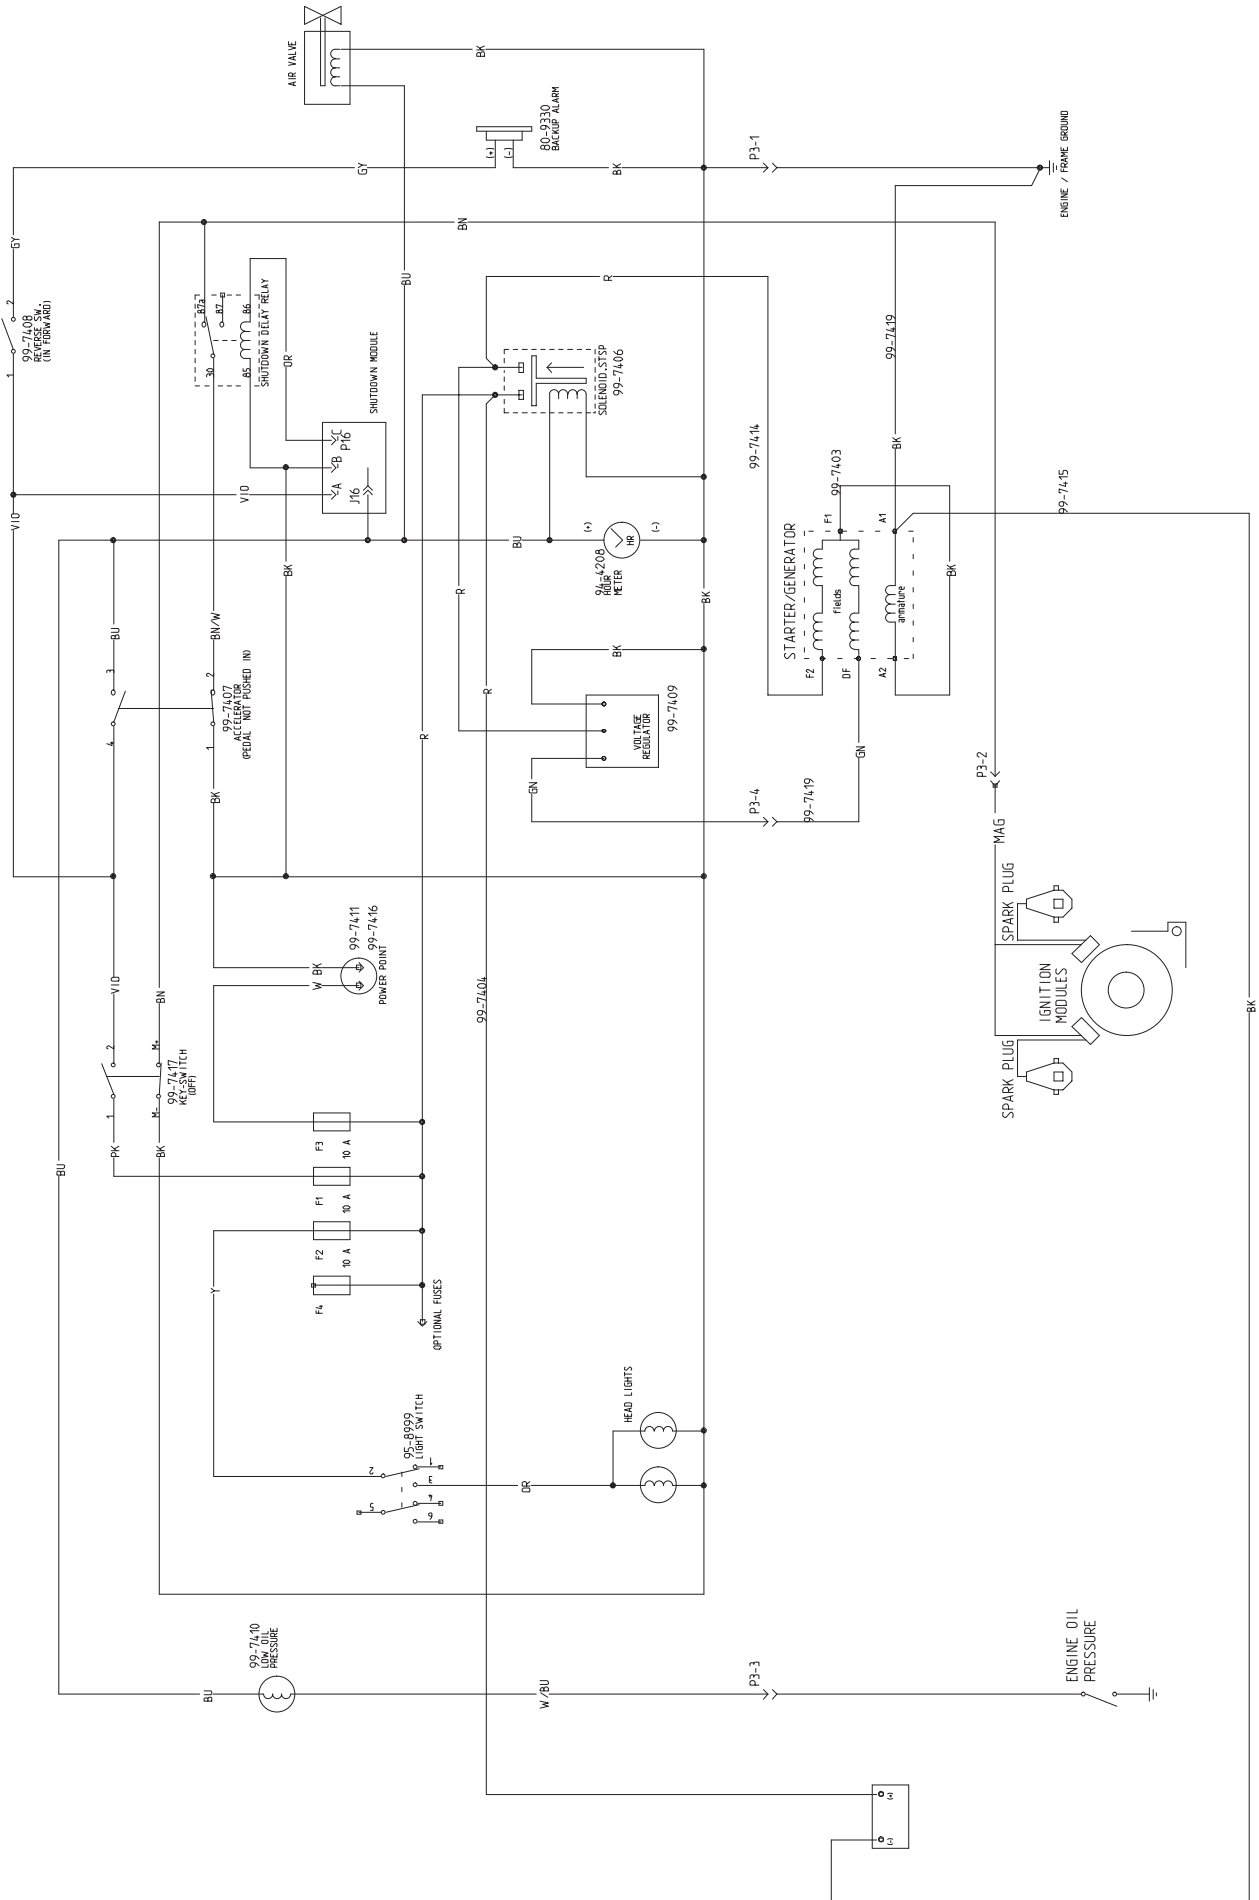 AIR VALVE
BK
80-9330
BACKUP ALARM
(+)
(-)
GY
BK
P3-1
ENGINE / FRAME GROUND
GY
2
99-7408
REVERSE SW.
(IN FORWARD)
1
BN
BU
87a
87
86
30
85
SHUTDOWN DELAY RELAY
OR
SHUTDOWN MODULE
-C
P16
-B
-A
J16
R
SOLENOID,STSP
99-7406
99-7419
99-7414
99-7403
BK
99-7415
VIO
VIO
BK
BU
(+)
(-)
HR
94-4208
HOUR
METER
BK
STARTER/GENERATOR
F1
A1
fields
armature
F2
DF
A2
BK
R
BU
BN/W
3
2
4
1
99-7407
ACCELERATOR
(PEDAL NOT PUSHED IN)
BK
R
R
BK
VOLTAGE
REGULATOR
99-7409
GN
GN
P3-4
99-7419
P3-2
MAG
SPARK PLUG
IGNITION
MODULES
SPARK PLUG
99-7411
99-7416
POWER POINT
W
BK
VIO
BN
2
M+
1
M-
99-7417
KEY-SWITCH
(OFF)
PK
BK
BU
99-7404
BK
F3
10 A
F1
10 A
F2
10 A
F4
OPTIONAL FUSES
Y
95-8999
LIGHT SWITCH
2
1
3
5
4
6
OR
HEAD LIGHTS
99-7410
LOW OIL
PRESSURE
BU
W/BU
P3-3
ENGINE OIL
PRESSURE
(+)
(-)